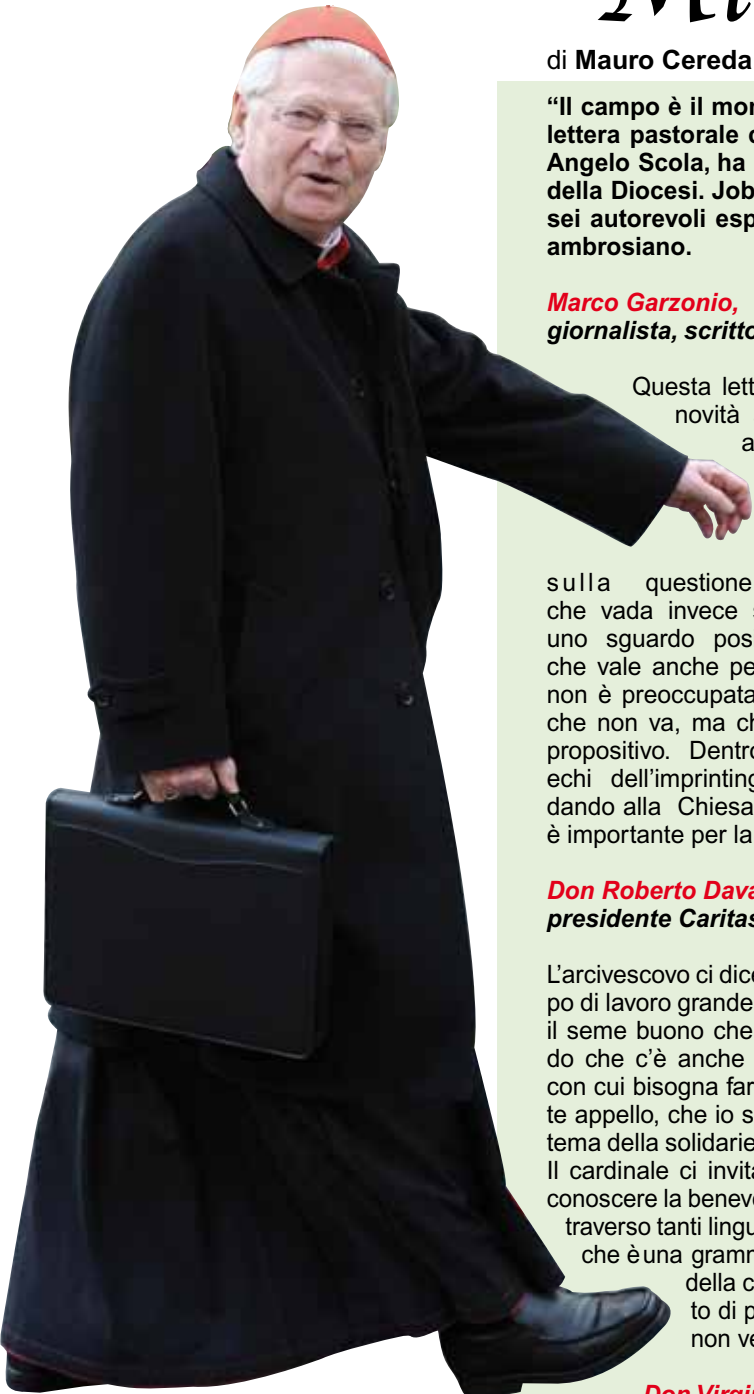 di Mauro Cereda
“Il campo è il mon
lettera pastorale d
Angelo Scola, ha
della Diocesi. Job
sei autorevoli esp
ambrosiano.
Marco Garzonio,
giornalista, scritto
Questa lett
novità
a
sulla questione
che vada invece s
uno sguardo pos
che vale anche pe
non è preoccupata
che non va, ma ch
propositivo. Dentro
echi dell'imprinting
dando alla Chiesa
è importante per la
Don Roberto Dava
presidente Caritas
L’arcivescovo ci dice
po di lavoro grande
il seme buono che
do che c’è anche
con cui bisogna far
te appello, che io s
tema della solidarie
Il cardinale ci invita
conoscere la benevo
traverso tanti lingu
che è una gramm
della c
to di p
non ve
Don Virgi